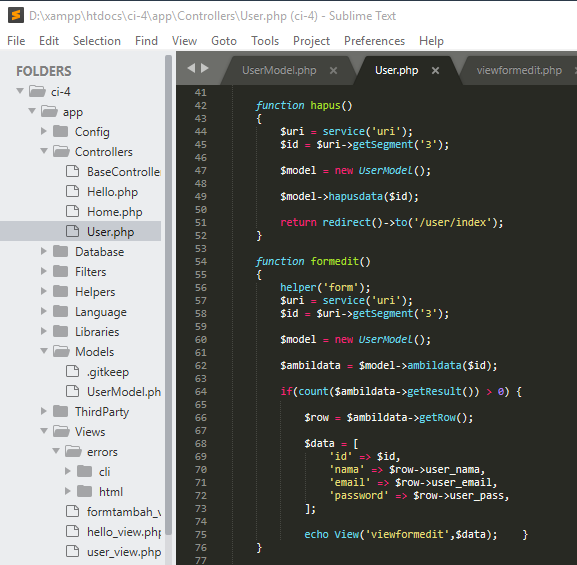 D:\xampp\htdocs\ci-4\app\Controllers\User.php (ci-4) - Sublime Text
File Edit Selection Find View Goto Tools Project Preferences Help
FOLDERS
ci-4
app
Config
Controllers
BaseController
Hello.php
Home.php
User.php
Database
Filters
Helpers
Language
Libraries
Models
.gitkeep
UserModel.ph
ThirdParty
Views
errors
cli
html
formtambah_v
hello_view.php
user_view.php
UserModel.php × User.php × viewformedit.php
41
42 function hapus()
43 {
44 $uri = service('uri');
45 $id = $uri->getSegment('3');
46
47 $model = new UserModel();
48
49 $model->hapusdata($id);
50
51 return redirect()->to('/user/index');
52 }
53
54 function formedit()
55 {
56 helper('form');
57 $uri = service('uri');
58 $id = $uri->getSegment('3');
59
60 $model = new UserModel();
61
62 $ambildata = $model->ambildata($id);
63
64 if(count($ambildata->getResult()) > 0) {
65
66 $row = $ambildata->getRow();
67
68 $data = [
69 'id' => $id,
70 'nama' => $row->user_nama,
71 'email' => $row->user_email,
72 'password' => $row->user_pass,
73 ];
74
75 echo View('viewformedit',$data); }
76 }
77